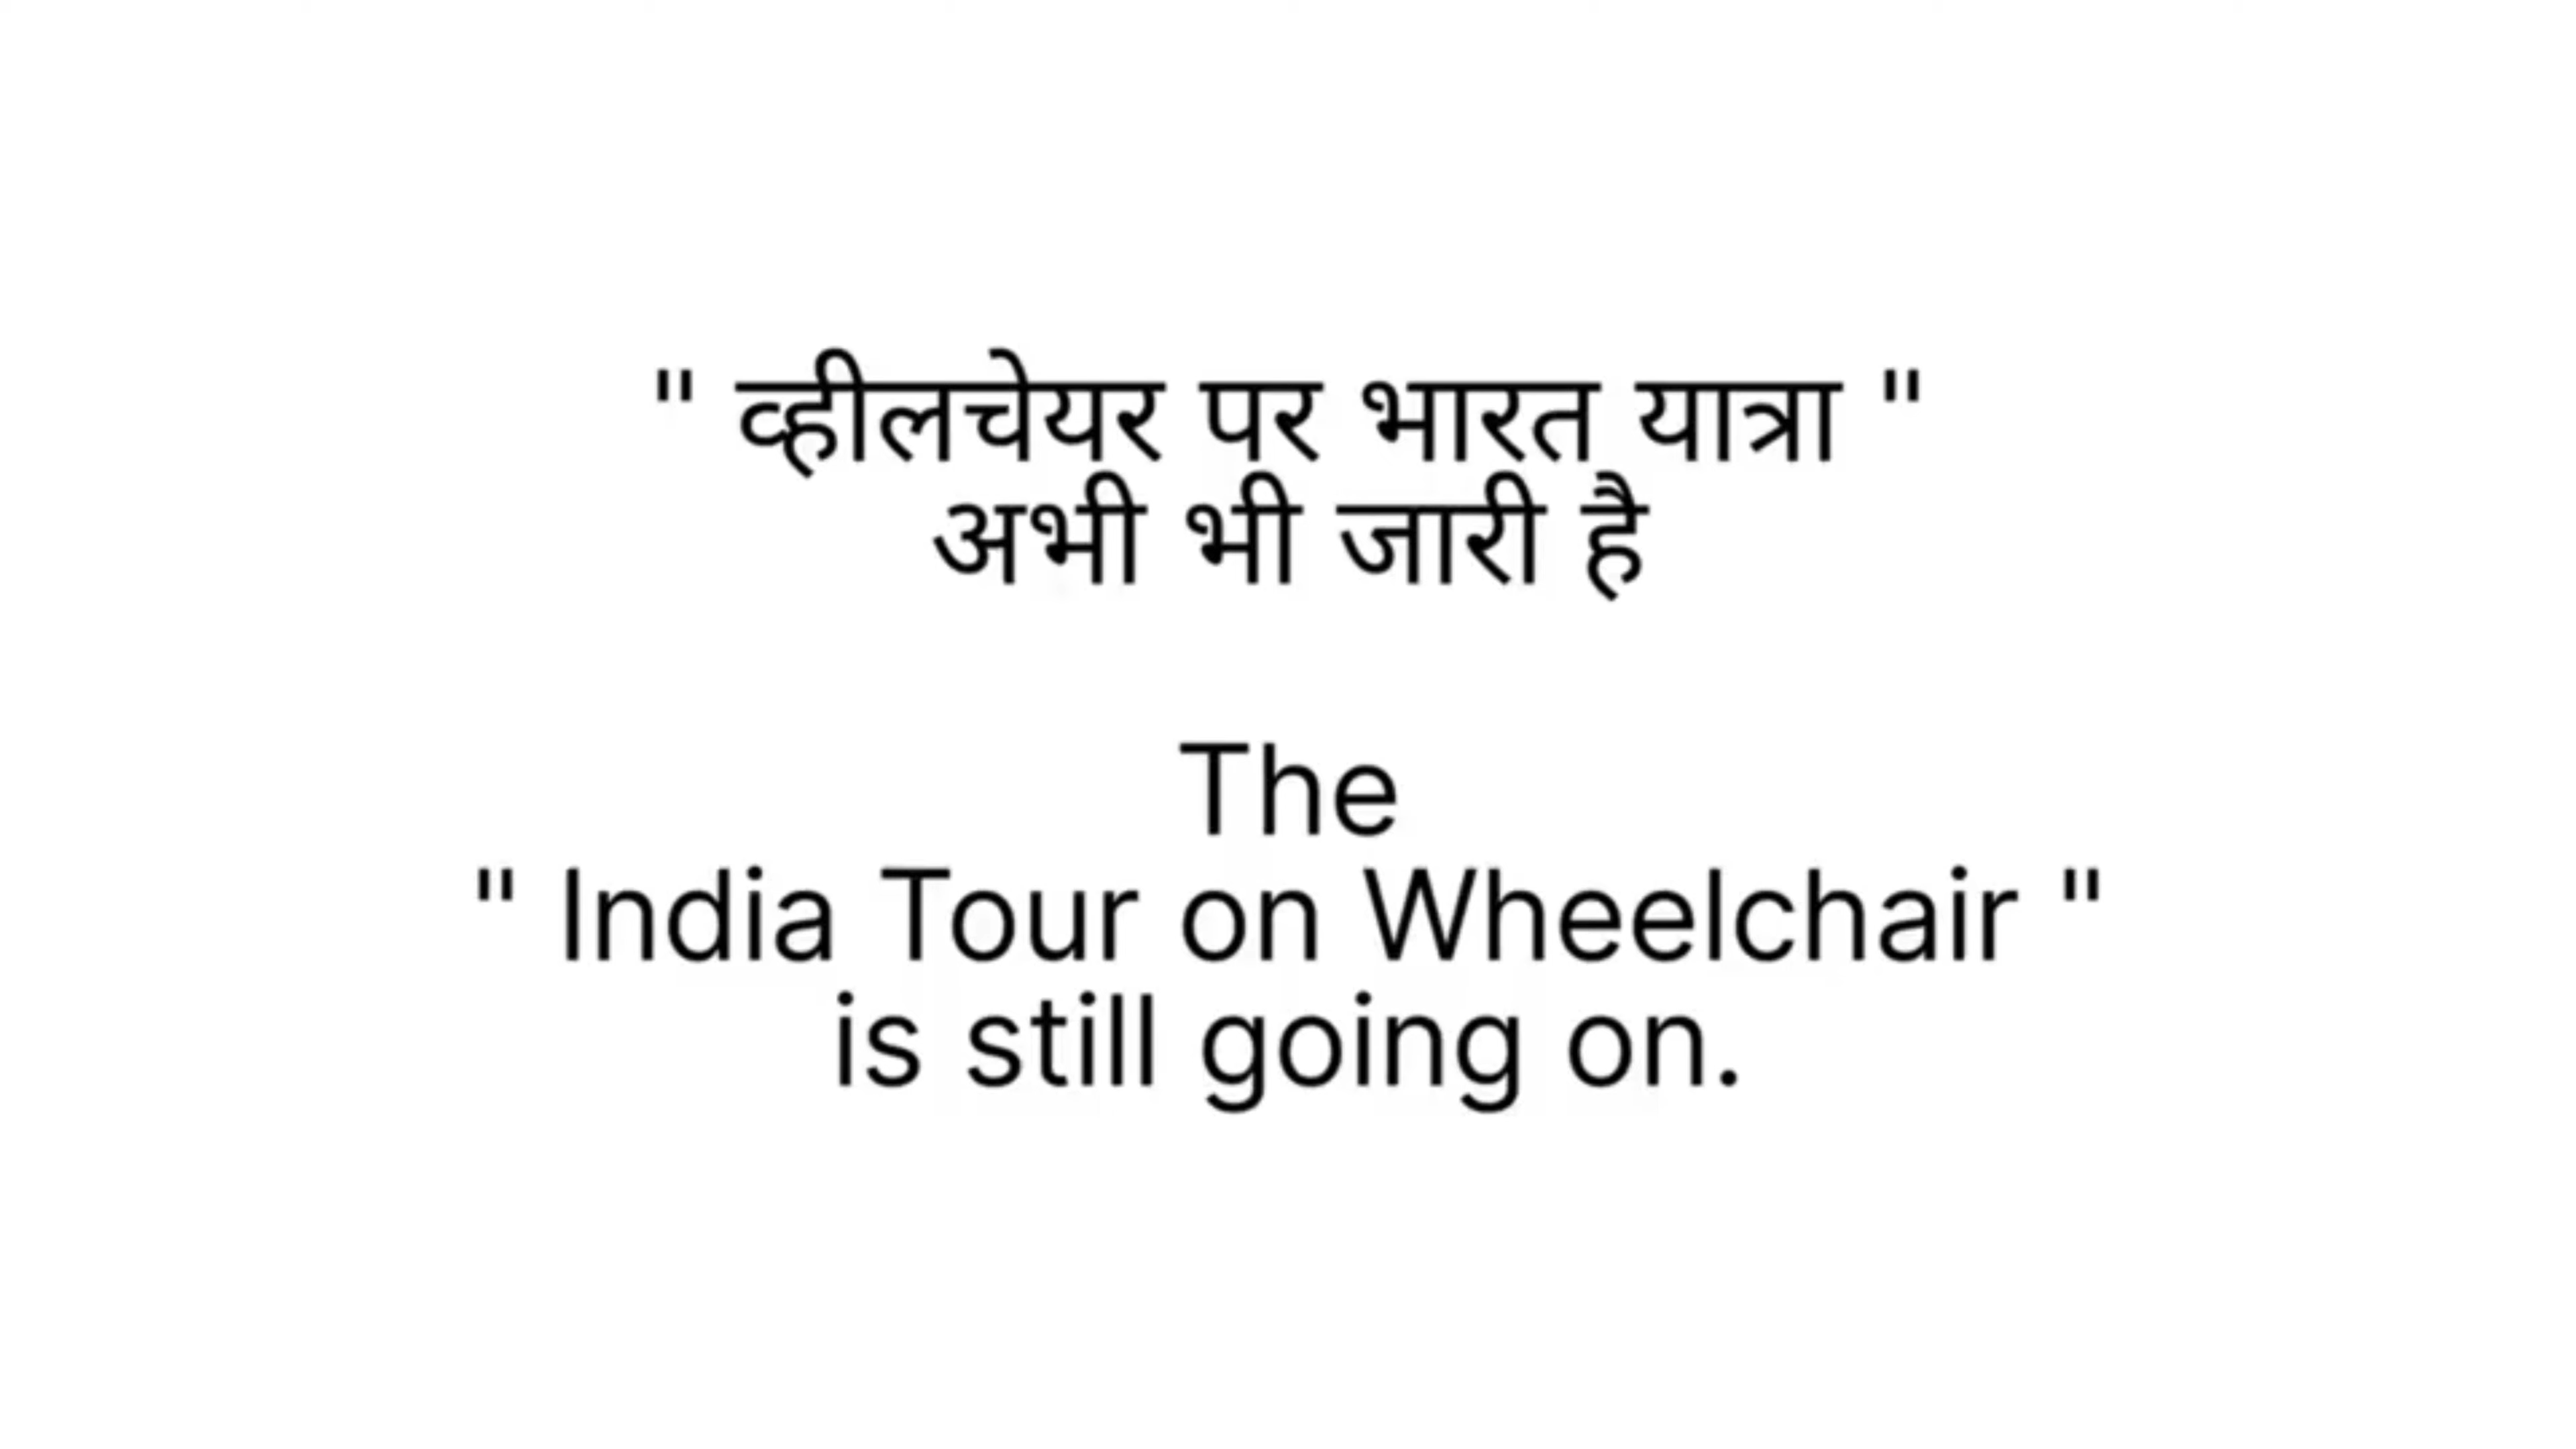 " व्हीलचेयर पर भारत यात्रा "
अभी भी जारी है
The
" India Tour on Wheelchair "
is still going on.